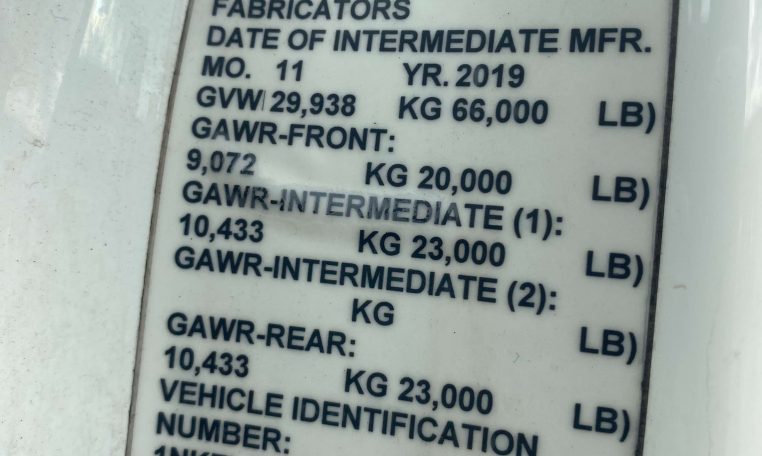 FABRICATORS
DATE OF INTERMEDIATE MFR.
MO. 11 YR. 2019
GVW 29,938 KG 66,000 LB)
GAWR-FRONT:
9,072 KG 20,000 LB)
GAWR-INTERMEDIATE (1):
10,433 KG 23,000 LB)
GAWR-INTERMEDIATE (2):
KG LB)
GAWR-REAR:
10,433 KG 23,000 LB)
VEHICLE IDENTIFICATION
NUMBER: